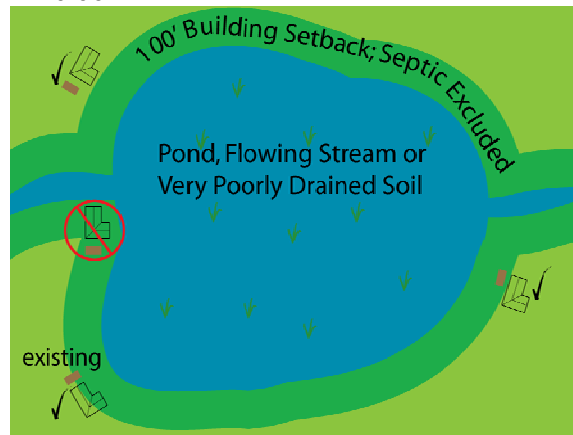 100' Building Setback; Septic Excluded
Pond, Flowing Stream or
Very Poorly Drained Soil
existing